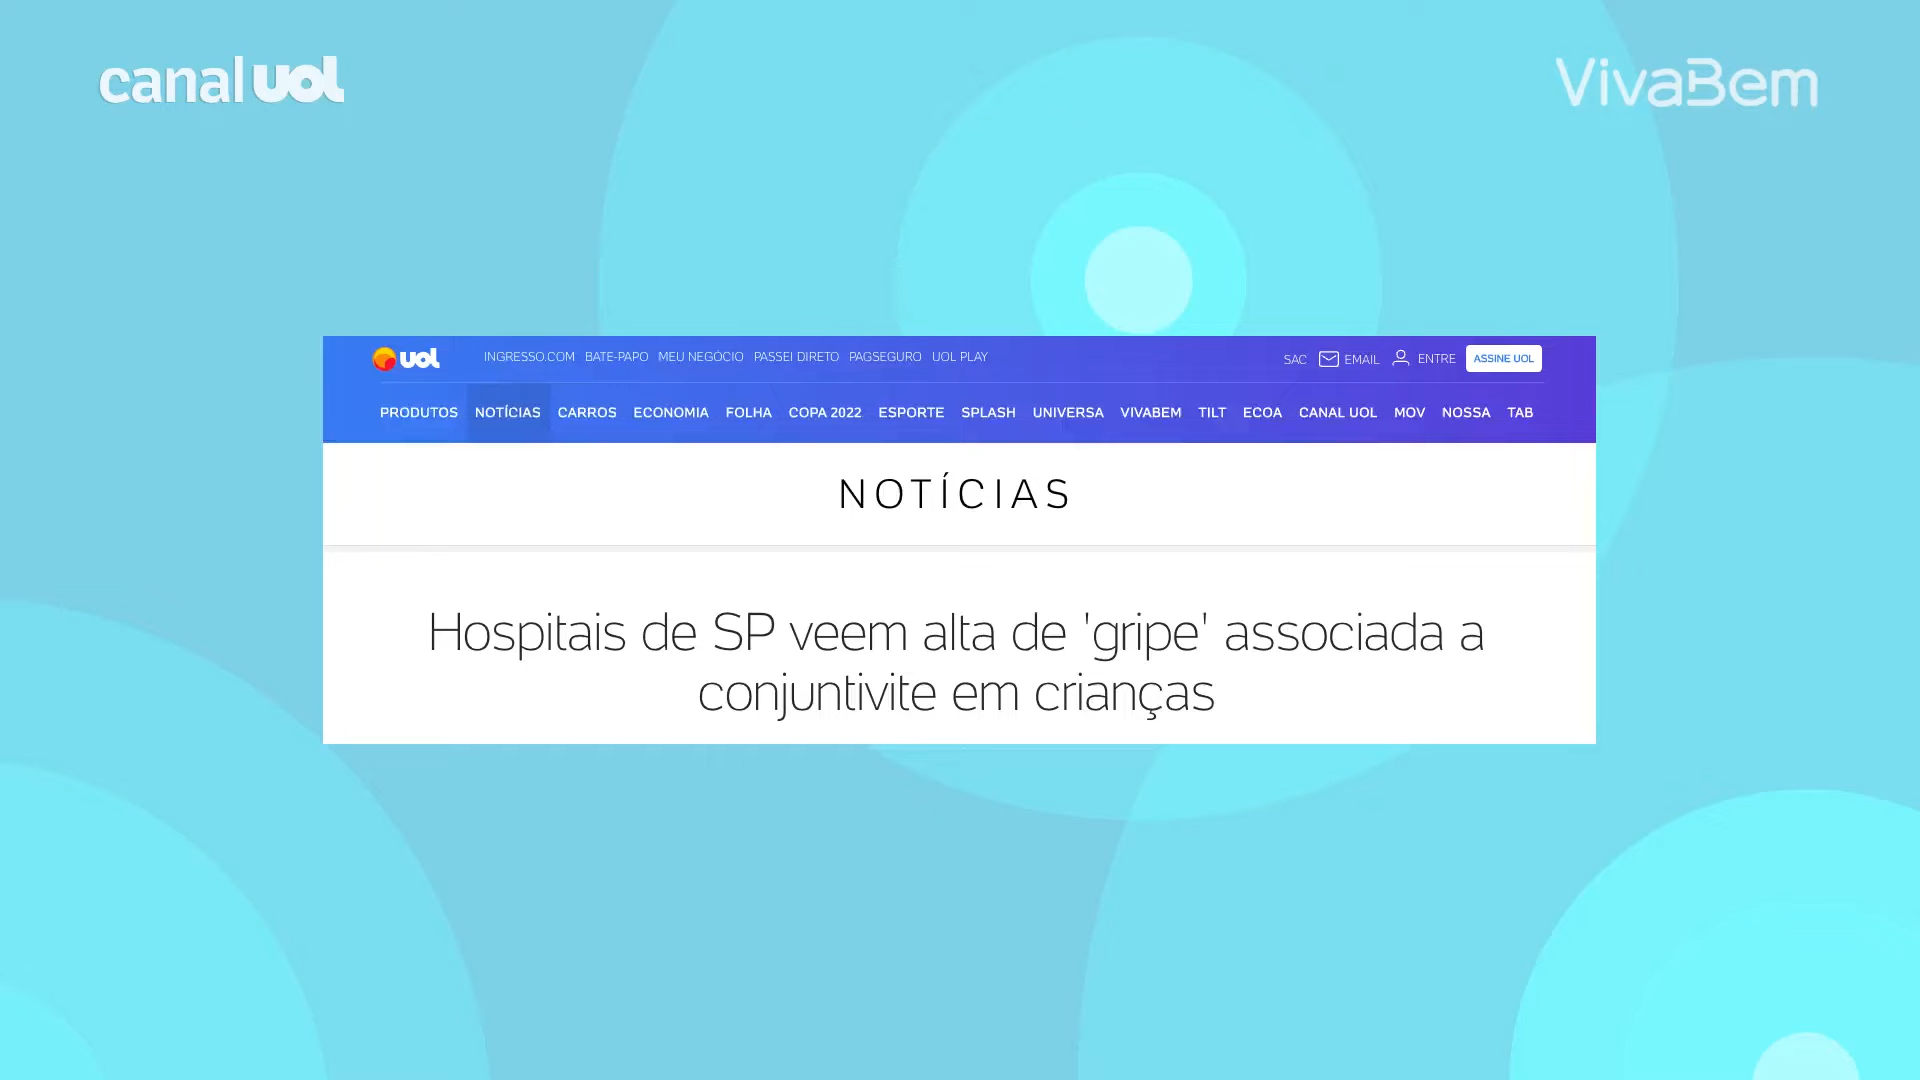 canal uol
VivaBem
uol
INGRESSO.COM BATE-PAPO MEU NEGÓCIO PASSEI DIRETO PAGSEGURO UOL PLAY
SAC EMAIL ENTRE ASSINE UOL
PRODUTOS NOTÍCIAS CARROS ECONOMIA FOLHA COPA 2022 ESPORTE SPLASH UNIVERSA VIVABEM TILT ECOA CANAL UOL MOV NOSSA TAB
NOTÍCIAS
Hospitais de SP veem alta de 'gripe' associada a
conjuntivite em crianças